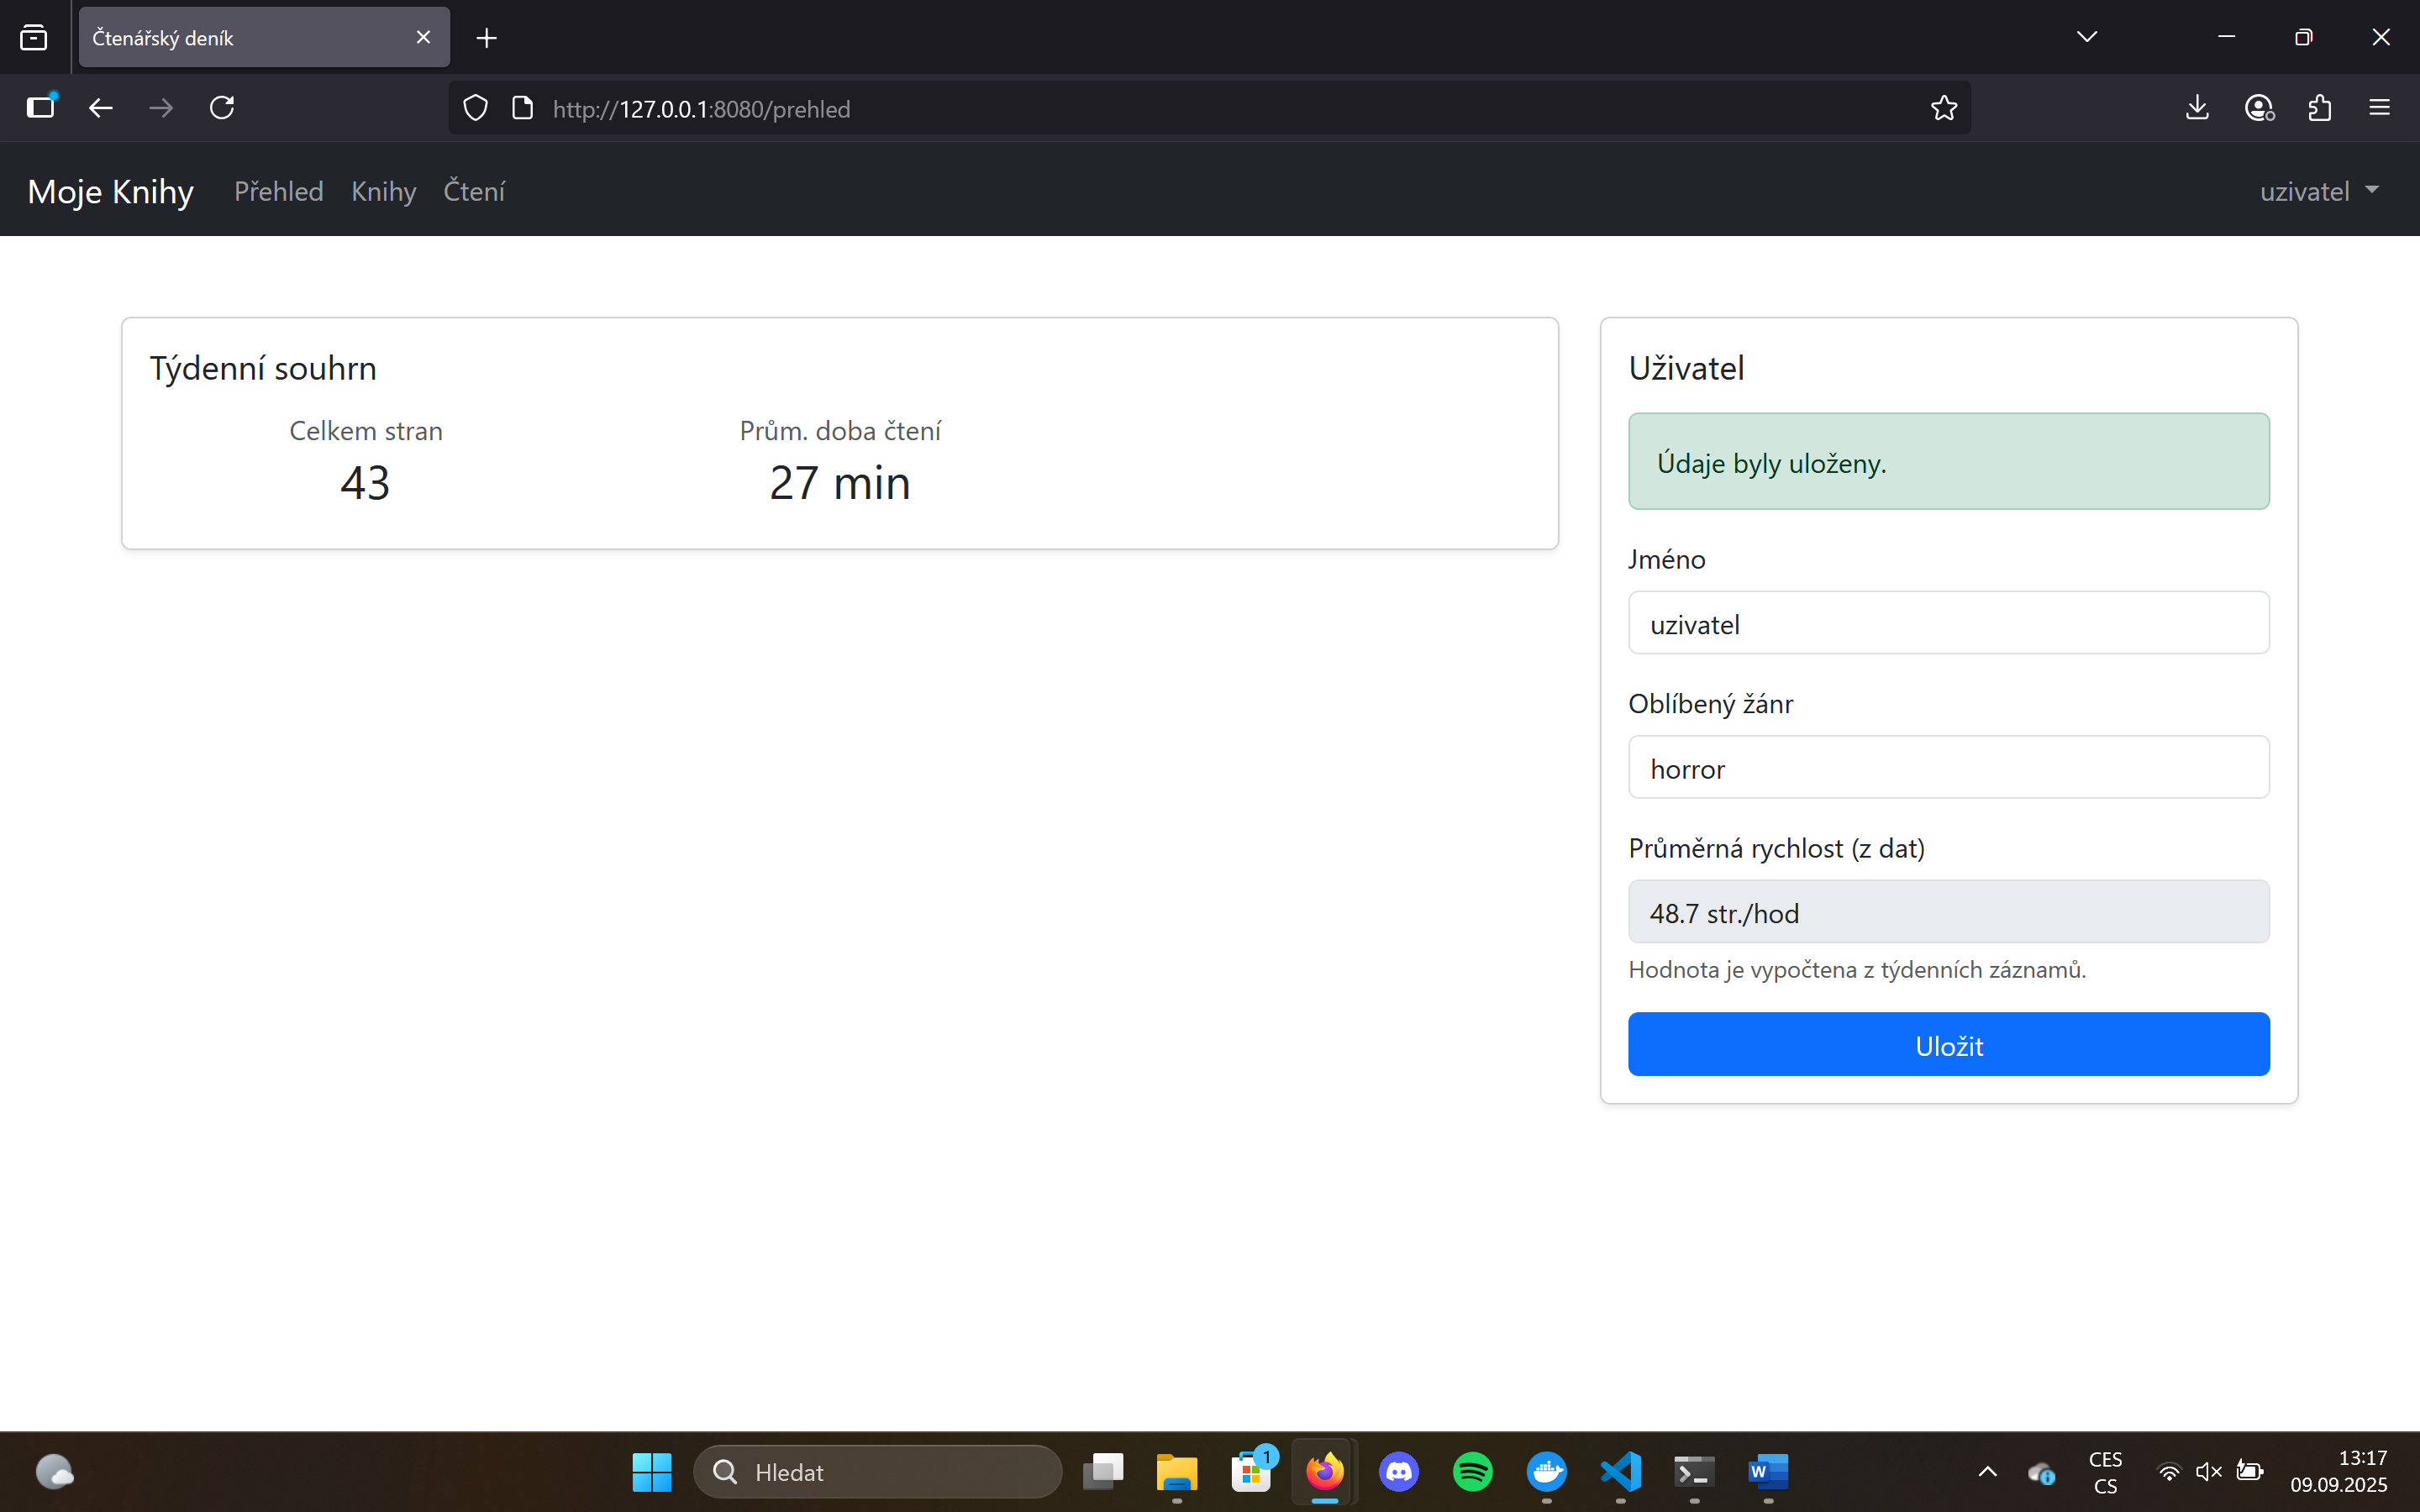 Čtenářský deník
http://127.0.0.1:8080/prehled
Moje Knihy Přehled Knihy Čtení uzivatel
Týdenní souhrn
Celkem stran Prům. doba čtení
43 27 min
Uživatel
Údaje byly uloženy.
Jméno
uzivatel
Oblíbený žánr
horror
Průměrná rychlost (z dat)
48.7 str./hod
Hodnota je vypočtena z týdenních záznamů.
Uložit
Hledat
1
W
CES
CS
13:17
09.09.2025